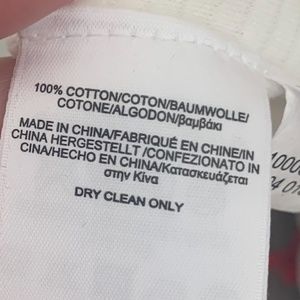 100% COTTON/COTON/BAUMWOLLE/
COTONE/ALGODON/βαμβάκι
MADE IN CHINA/FABRIQUÉ EN CHINE/IN
CHINA HERGESTELLT /CONFEZIONATO IN
CINA/HECHO EN CHINA/Κατασκευάζεται
στην Κίνα
DRY CLEAN ONLY